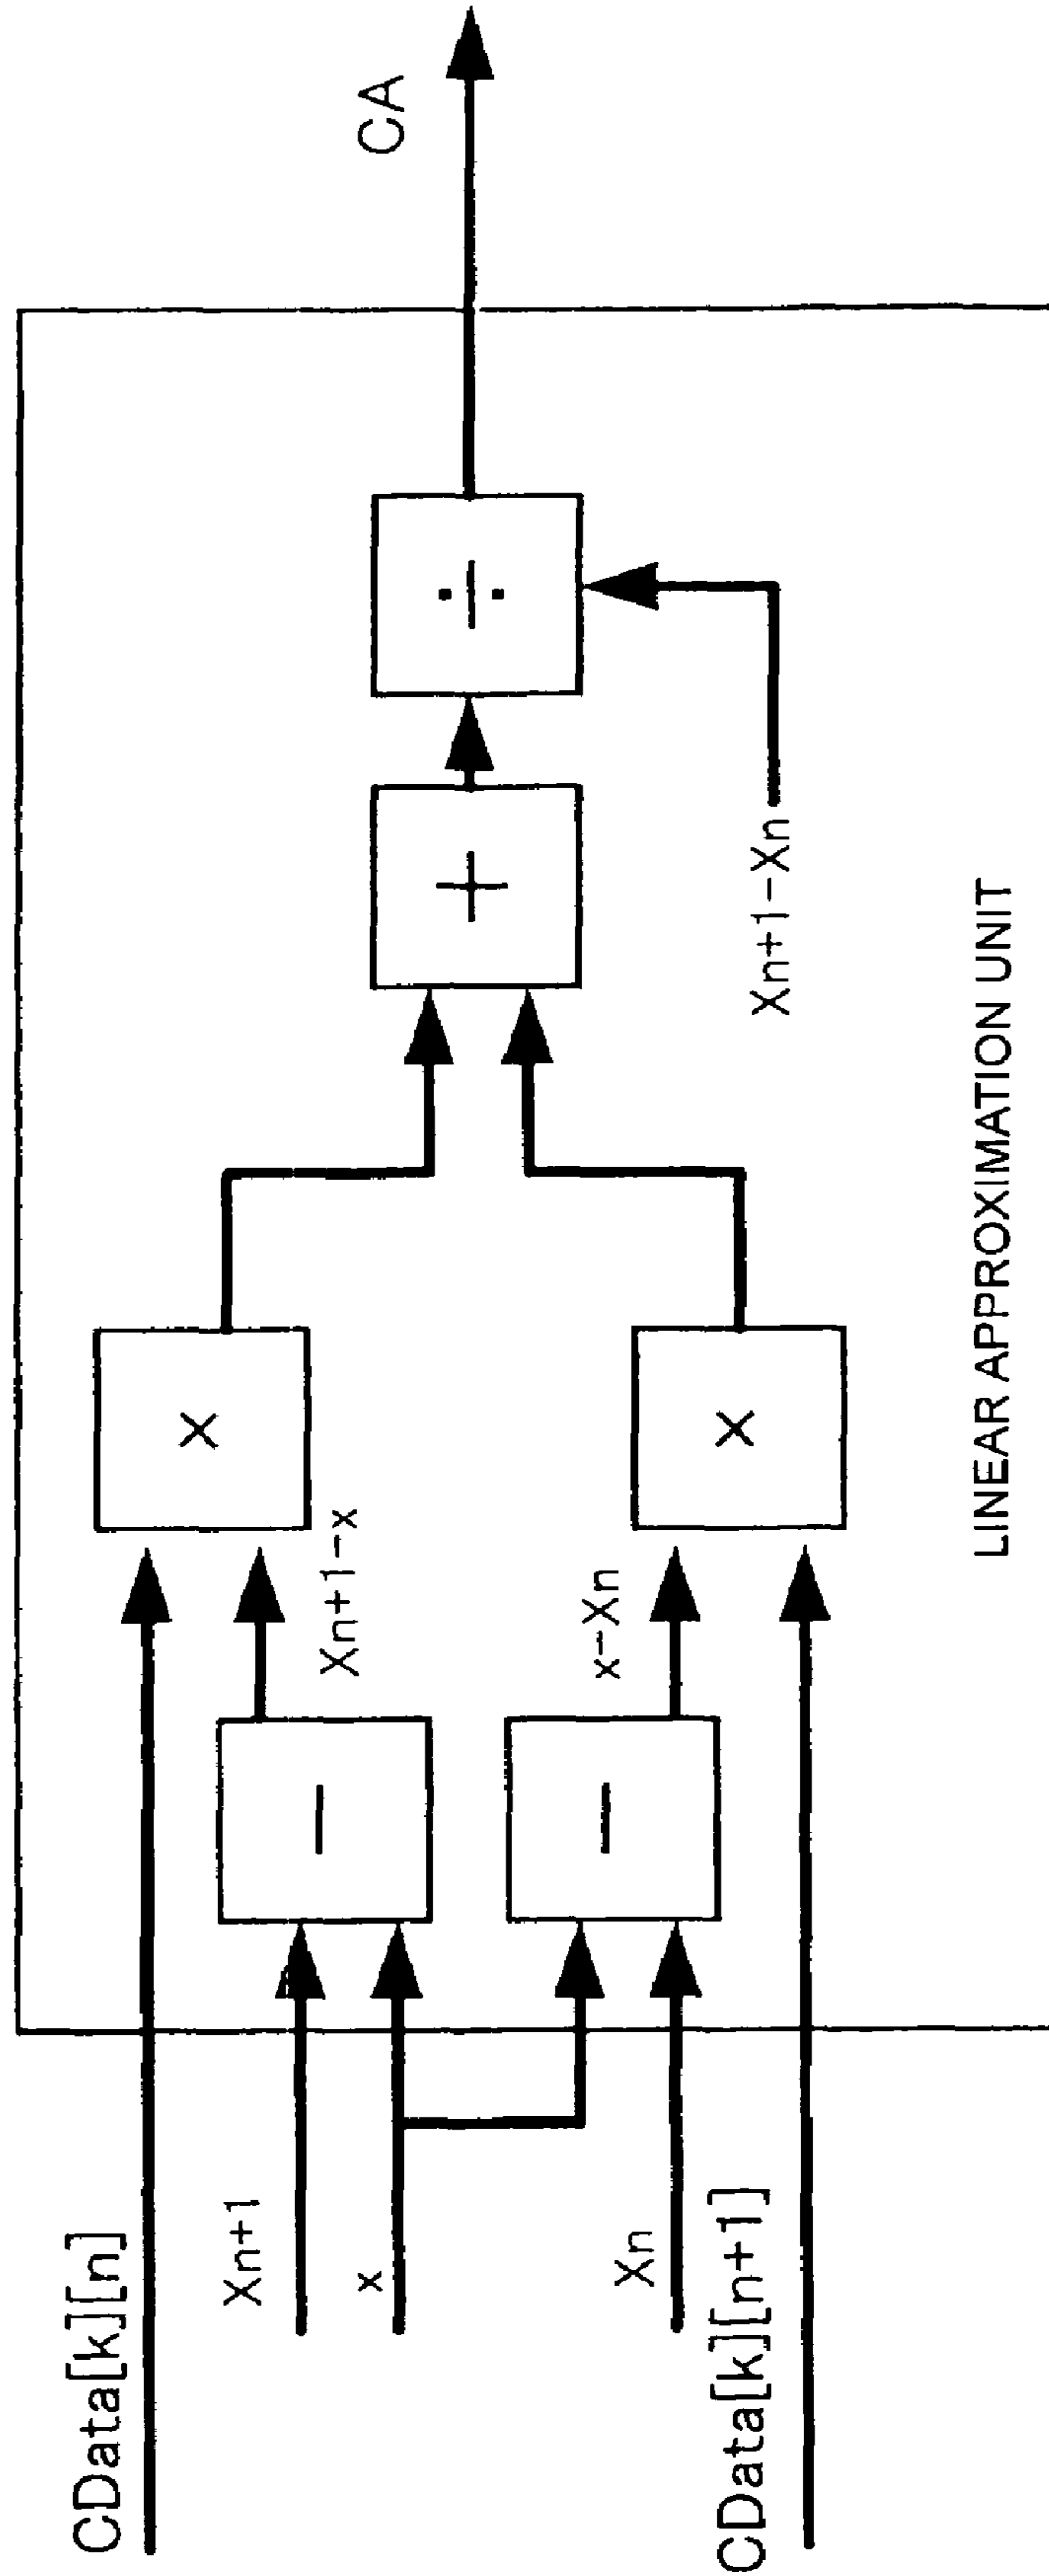 CData[k][n]
Xn+1
x
Xn
CData[k][n+1]
−
−
Xn+1−x
x−Xn
×
×
+
÷
Xn+1−Xn
CA
LINEAR APPROXIMATION UNIT